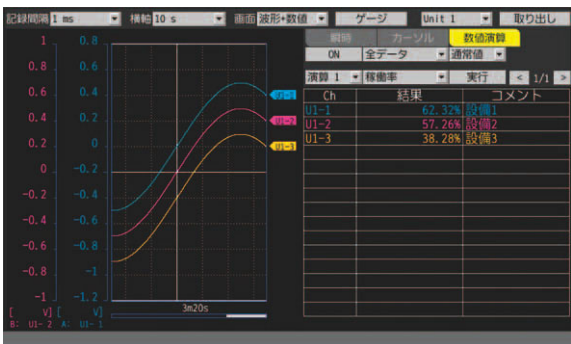 記録間隔 1 ms 横軸 10 s 画面 波形+数値 ゲージ Unit 1 取り出し
瞬時 カーソル 数値演算
ON 全データ 通常値
演算 1 稼働率 実行 < 1/1 >
Ch 結果 コメント
U1-1 62.32% 設備1
U1-2 57.26% 設備2
U1-3 38.28% 設備3
1 0.8
0.8 0.6
0.6 0.4 U1-1
0.4 0.2 U1-2
0.2 0 U1-3
0 -0.2
-0.2 -0.4
-0.4 -0.6
-0.6 -0.8
-0.8 -1
-1 -1.2
[ V] [ V] 3m20s
B: U1- 2 A: U1- 1